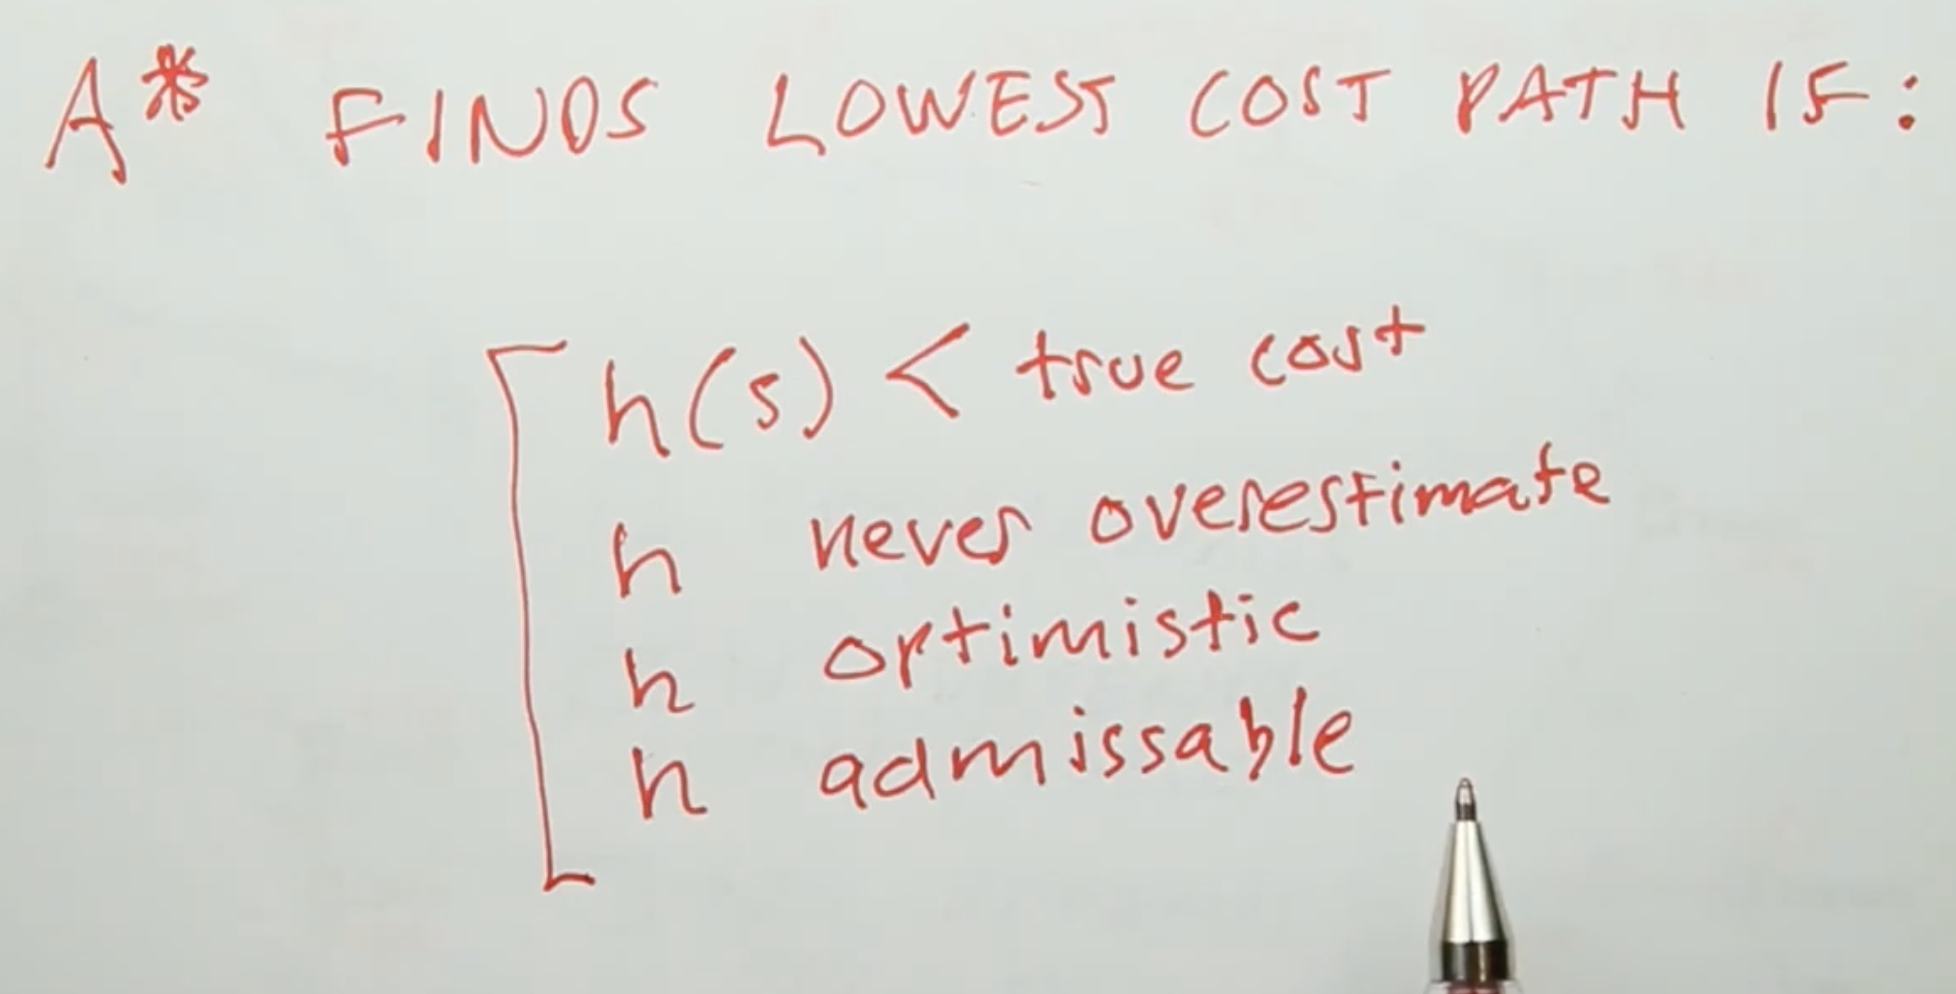 A* FINDS LOWEST COST PATH IF:
h(s) < true cost
h never overestimate
h optimistic
h admissable